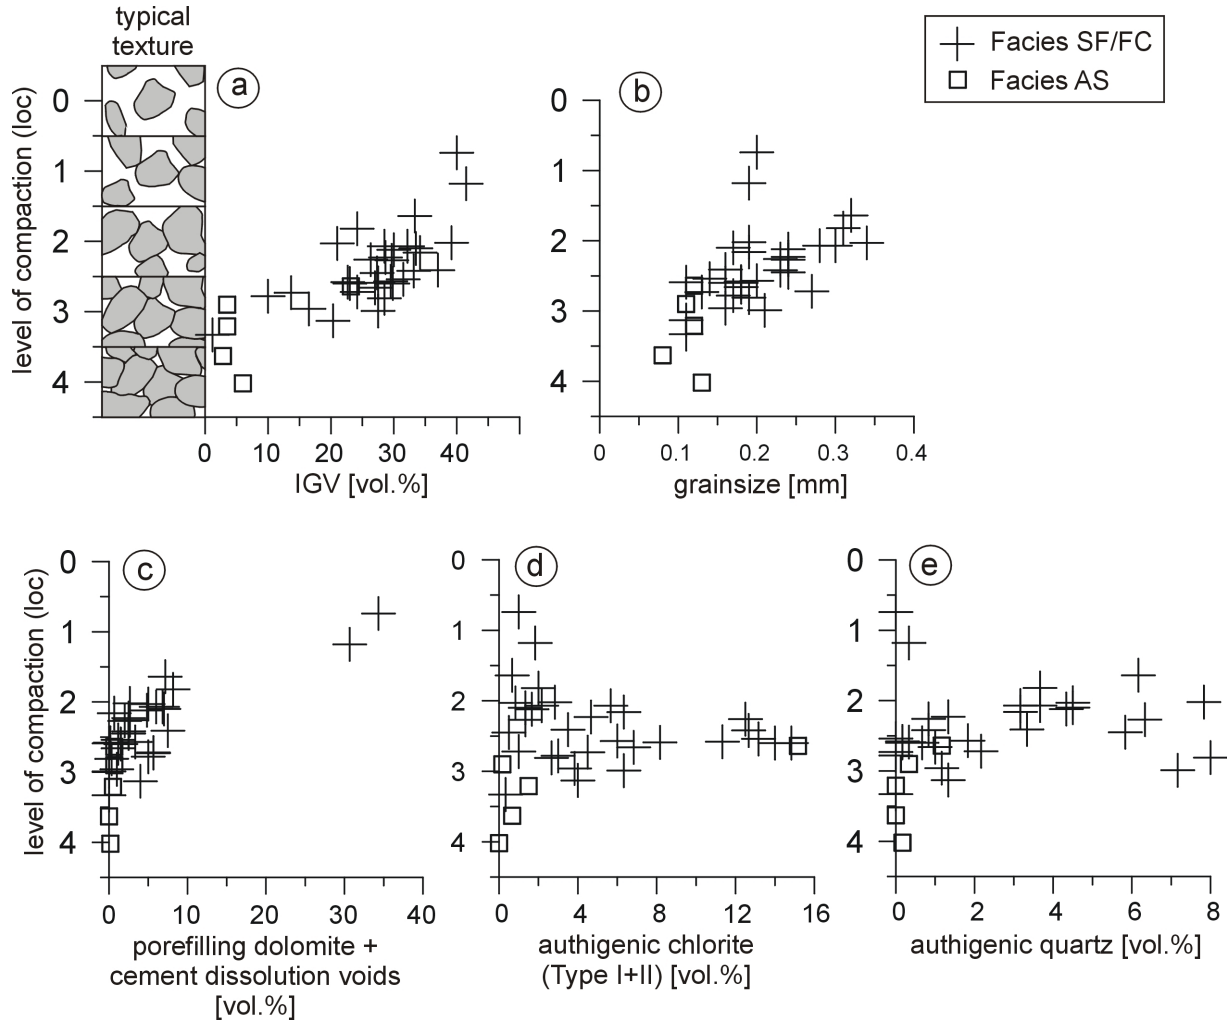 typical
texture
Facies SF/FC
Facies AS
a
level of compaction (loc)
0
1
2
3
4
0 10 20 30 40
IGV [vol.%]
b
0
1
2
3
4
0 0.1 0.2 0.3 0.4
grainsize [mm]
c
level of compaction (loc)
0
1
2
3
4
0 10 20 30 40
porefilling dolomite +
cement dissolution voids
[vol.%]
d
0
1
2
3
4
0 4 8 12 16
authigenic chlorite
(Type I+II) [vol.%]
e
0
1
2
3
4
0 2 4 6 8
authigenic quartz [vol.%]